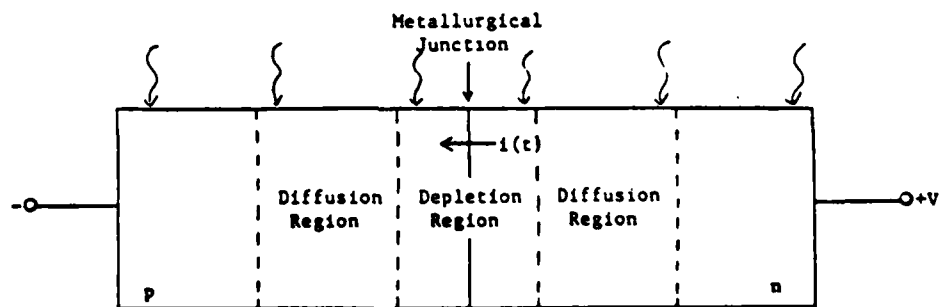 Metallurgical
Junction
i(t)
Diffusion Region
Depletion Region
Diffusion Region
-
+V
p
n